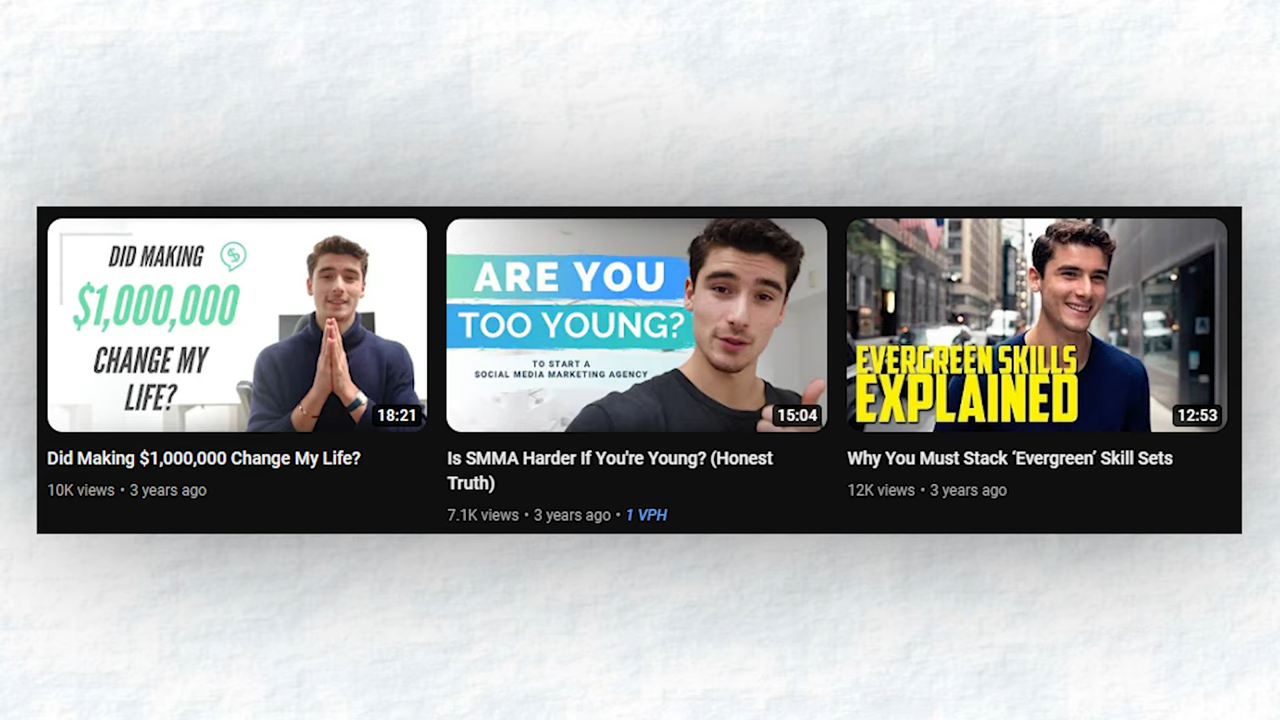 DID MAKING
$1,000,000
CHANGE MY
LIFE?
18:21
Did Making $1,000,000 Change My Life?
10K views • 3 years ago
ARE YOU
TOO YOUNG?
TO START A
SOCIAL MEDIA MARKETING AGENCY
15:04
Is SMMA Harder If You're Young? (Honest
Truth)
7.1K views • 3 years ago • 1 VPH
EVERGREEN SKILLS
EXPLAINED
12:53
Why You Must Stack ‘Evergreen’ Skill Sets
12K views • 3 years ago